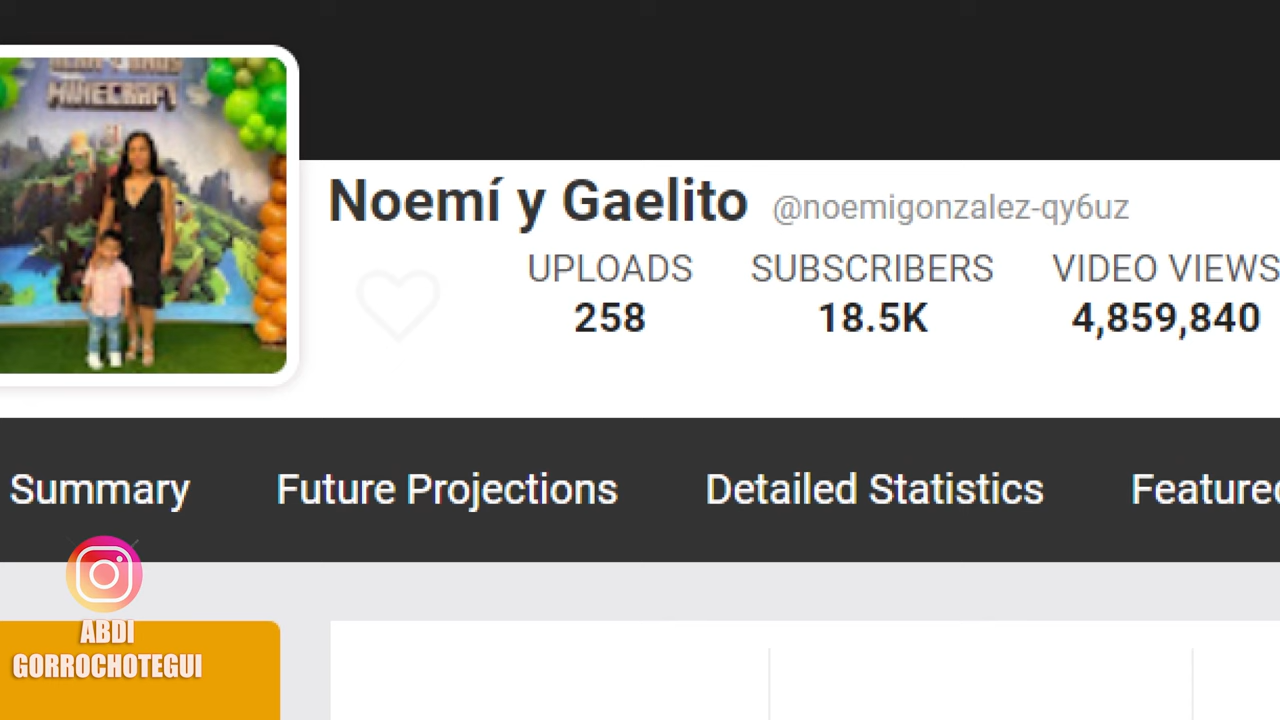 MINECRAFT
Noemí y Gaelito @noemigonzalez-qy6uz
UPLOADS SUBSCRIBERS VIDEO VIEWS
258 18.5K 4,859,840
Summary Future Projections Detailed Statistics Featured
ABDI
GORROCHOTEGUI